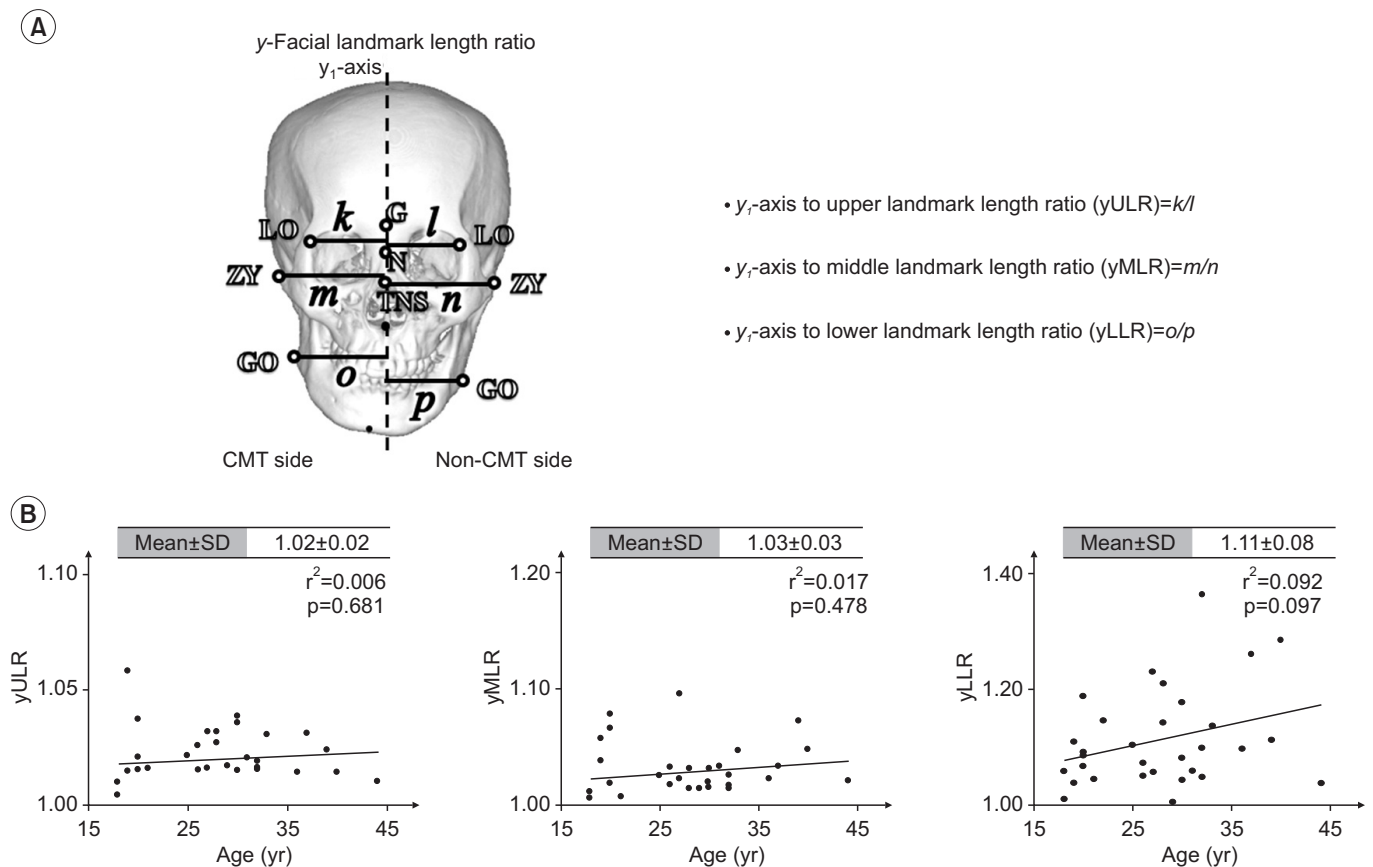 A
y-Facial landmark length ratio
y₁-axis
k
G
l
LO
LO
N
ZY
ZY
m
TNS
n
GO
o
GO
p
CMT side
Non-CMT side
• y₁-axis to upper landmark length ratio (yULR)=k/l
• y₁-axis to middle landmark length ratio (yMLR)=m/n
• y₁-axis to lower landmark length ratio (yLLR)=o/p
B
Mean±SD 1.02±0.02
r²=0.006
p=0.681
1.10
1.05
1.00
yULR
15 25 35 45
Age (yr)
Mean±SD 1.03±0.03
r²=0.017
p=0.478
1.20
1.10
1.00
yMLR
15 25 35 45
Age (yr)
Mean±SD 1.11±0.08
r²=0.092
p=0.097
1.40
1.20
1.00
yLLR
15 25 35 45
Age (yr)